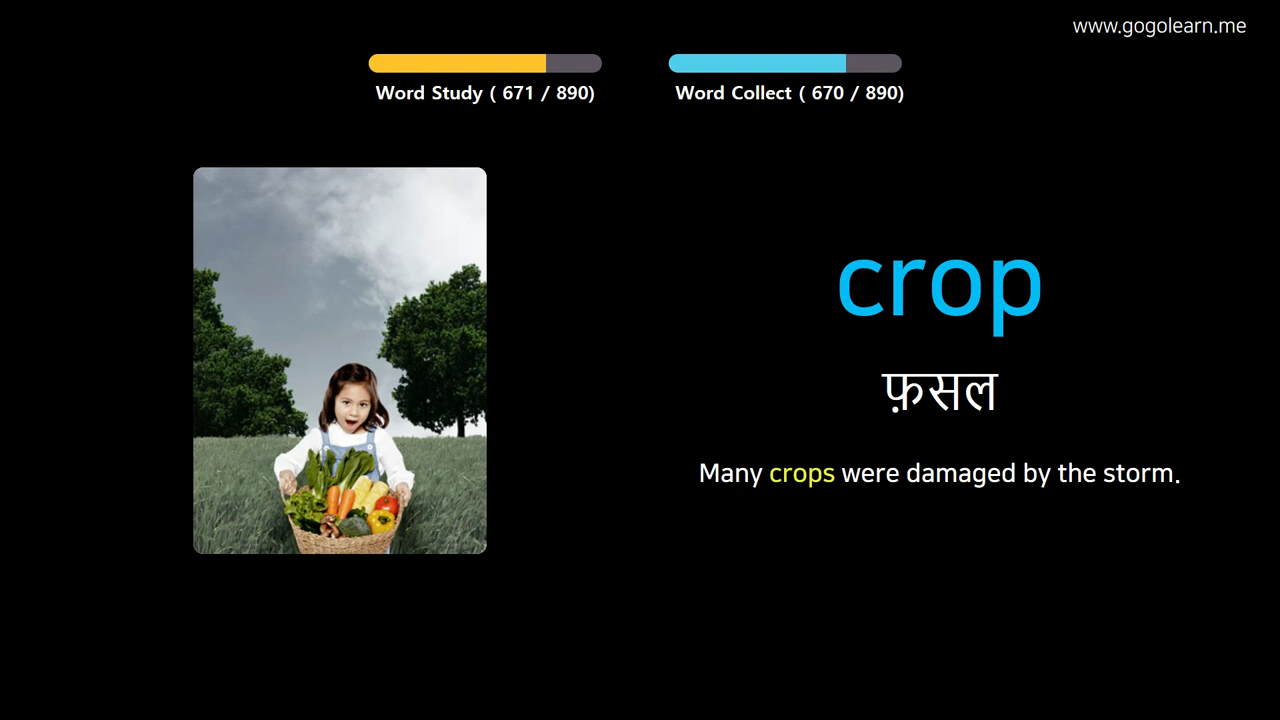 www.gogolearn.me
Word Study ( 671 / 890)
Word Collect ( 670 / 890)
crop
फ़सल
Many crops were damaged by the storm.